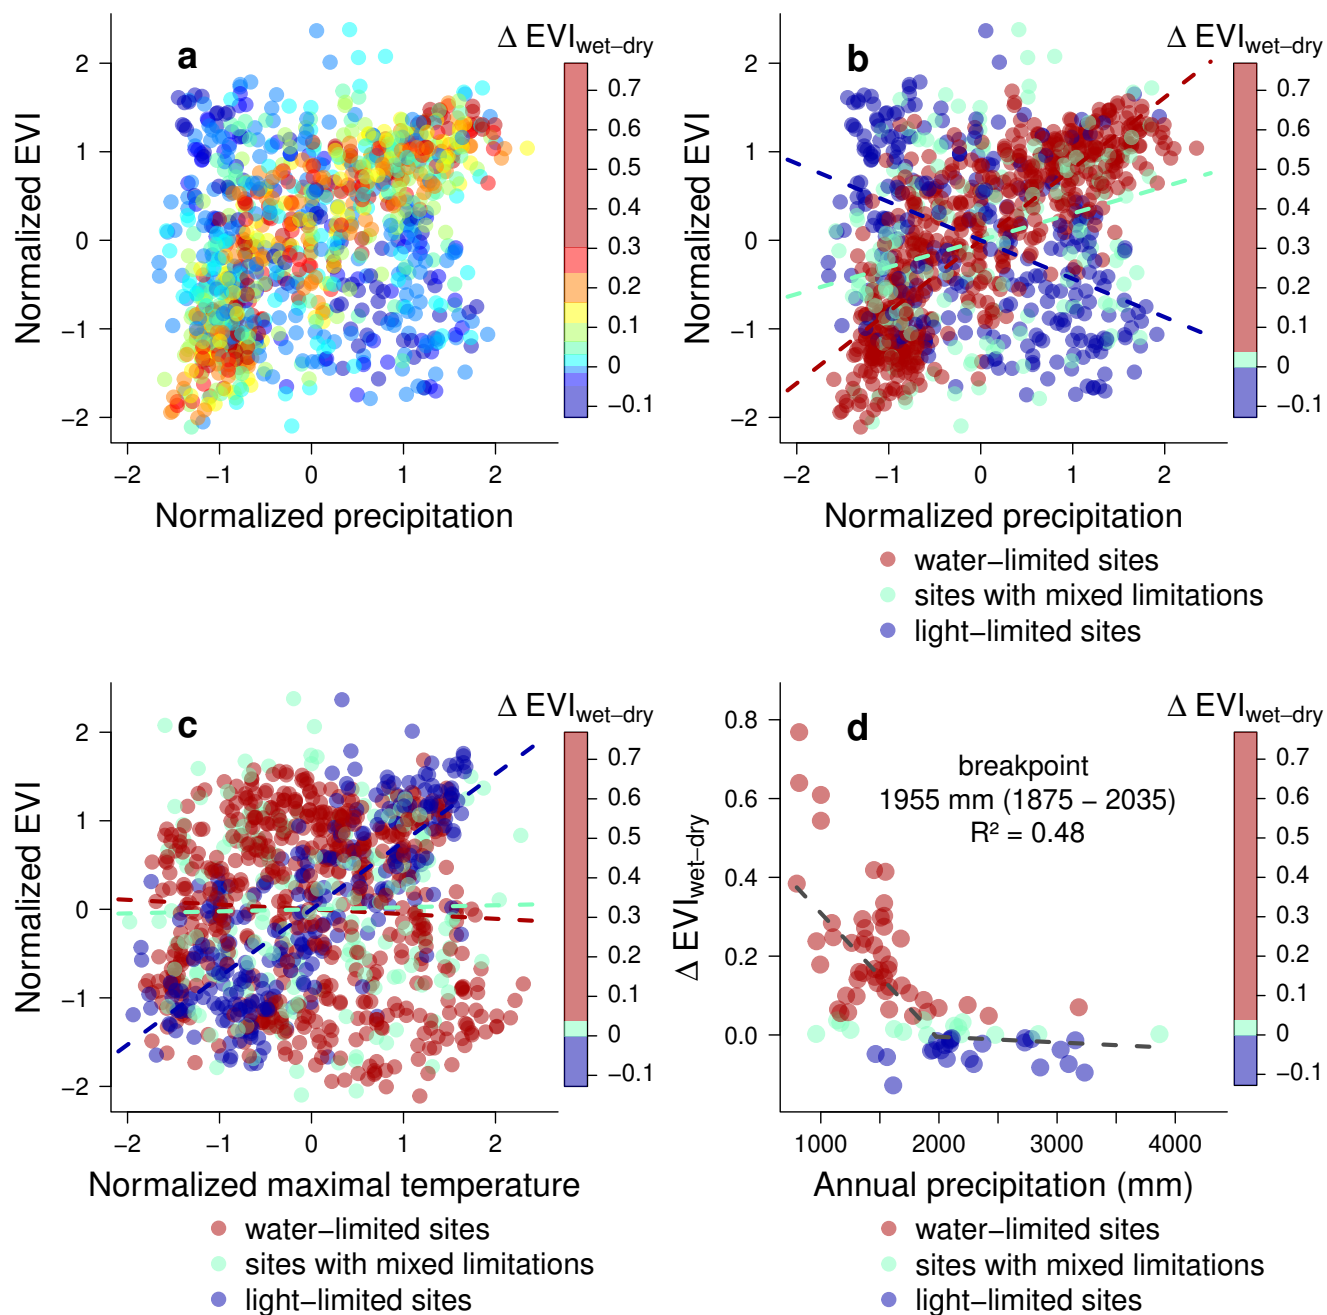 a
Δ EVIwet−dry
Normalized EVI
2
1
0
−1
−2
−2
−1
0
1
2
Normalized precipitation
0.7
0.6
0.5
0.4
0.3
0.2
0.1
0
−0.1
b
Δ EVIwet−dry
Normalized EVI
2
1
0
−1
−2
−2
−1
0
1
2
Normalized precipitation
0.7
0.6
0.5
0.4
0.3
0.2
0.1
0
−0.1
water−limited sites
sites with mixed limitations
light−limited sites
c
Δ EVIwet−dry
Normalized EVI
2
1
0
−1
−2
−2
−1
0
1
2
Normalized maximal temperature
0.7
0.6
0.5
0.4
0.3
0.2
0.1
0
−0.1
water−limited sites
sites with mixed limitations
light−limited sites
d
Δ EVIwet−dry
breakpoint
1955 mm (1875 − 2035)
R² = 0.48
Δ EVIwet−dry
0.8
0.6
0.4
0.2
0.0
1000
2000
3000
4000
Annual precipitation (mm)
0.7
0.6
0.5
0.4
0.3
0.2
0.1
0
−0.1
water−limited sites
sites with mixed limitations
light−limited sites